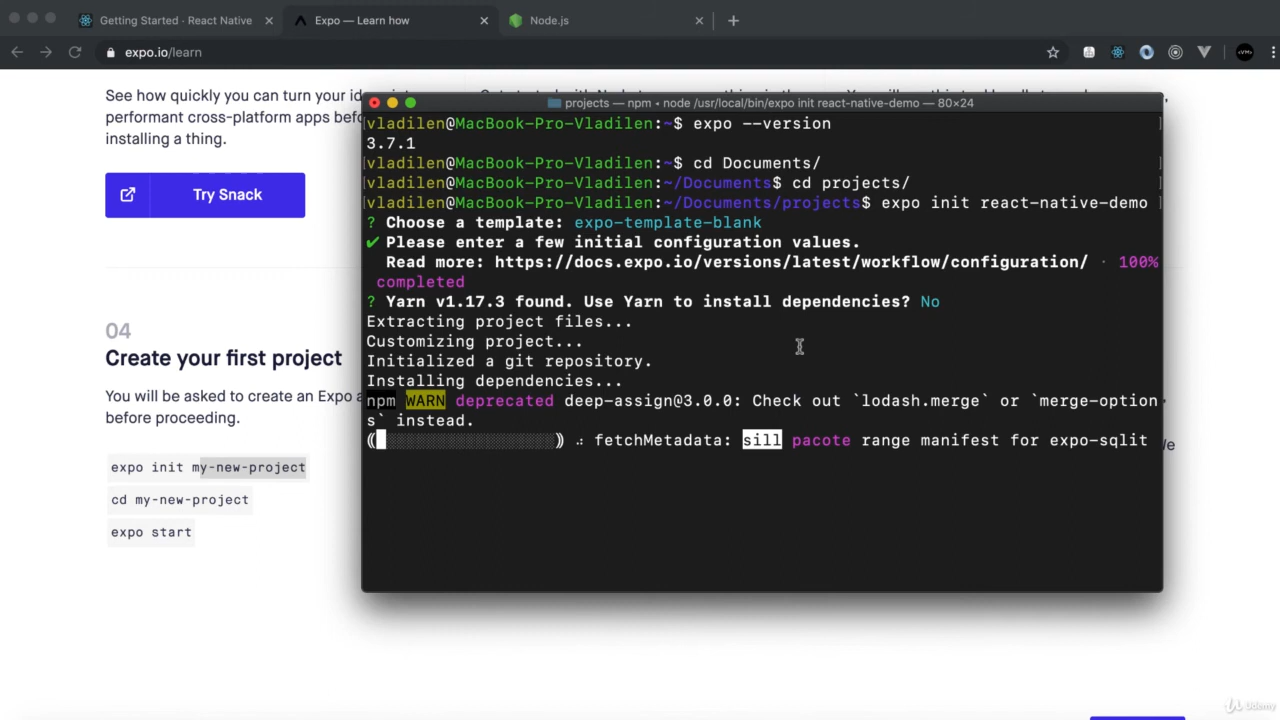 Getting Started · React Native
Expo — Learn how
Node.js
expo.io/learn
See how quickly you can turn your
performant cross-platform apps
installing a thing.
Try Snack
04
Create your first project
You will be asked to create an Expo
before proceeding.
expo init my-new-project
cd my-new-project
expo start
projects — npm • node /usr/local/bin/expo init react-native-demo — 80×24
vladilen@MacBook-Pro-Vladilen:~$ expo --version
3.7.1
vladilen@MacBook-Pro-Vladilen:~$ cd Documents/
vladilen@MacBook-Pro-Vladilen:~/Documents$ cd projects/
vladilen@MacBook-Pro-Vladilen:~/Documents/projects$ expo init react-native-demo
? Choose a template: expo-template-blank
✔ Please enter a few initial configuration values.
Read more: https://docs.expo.io/versions/latest/workflow/configuration/ · 100%
completed
? Yarn v1.17.3 found. Use Yarn to install dependencies? No
Extracting project files...
Customizing project...
Initialized a git repository.
Installing dependencies...
npm WARN deprecated deep-assign@3.0.0: Check out `lodash.merge` or `merge-option
s` instead.
fetchMetadata: sill pacote range manifest for expo-sqlit
Udemy